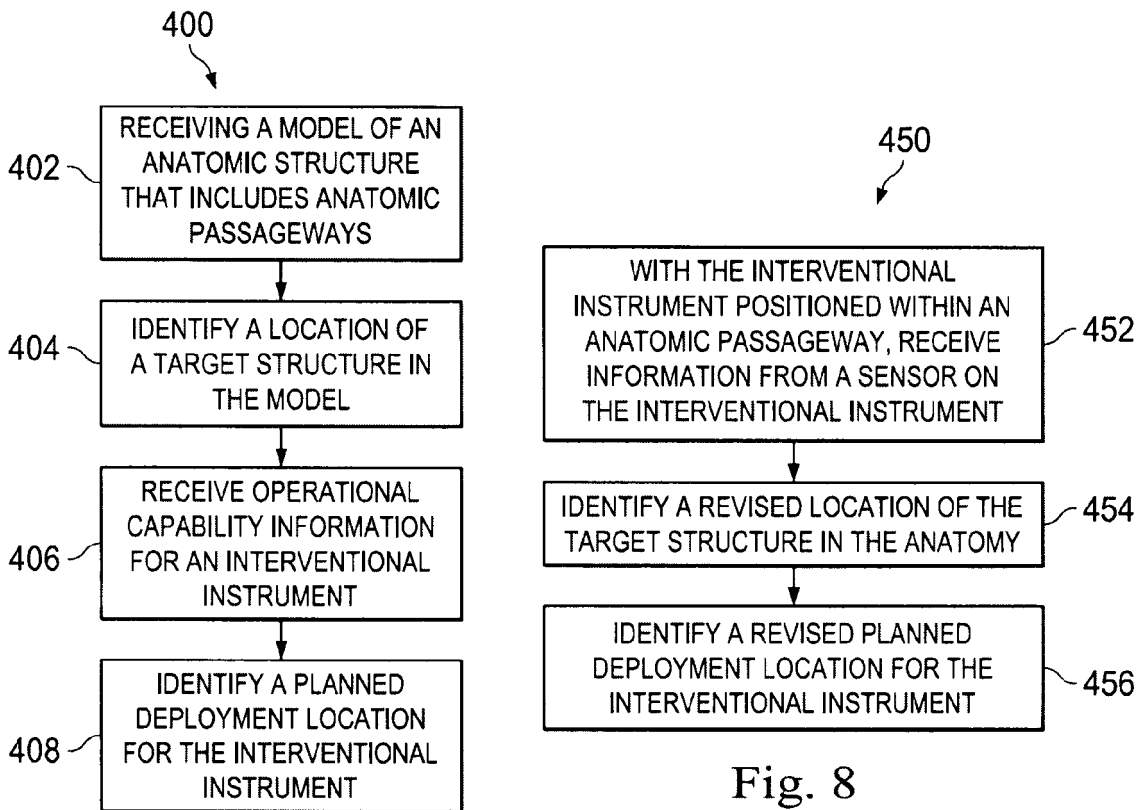 400
402
RECEIVING A MODEL OF AN
ANATOMIC STRUCTURE
THAT INCLUDES ANATOMIC
PASSAGEWAYS
404
IDENTIFY A LOCATION OF
A TARGET STRUCTURE IN
THE MODEL
406
RECEIVE OPERATIONAL
CAPABILITY INFORMATION
FOR AN INTERVENTIONAL
INSTRUMENT
408
IDENTIFY A PLANNED
DEPLOYMENT LOCATION
FOR THE INTERVENTIONAL
INSTRUMENT
450
WITH THE INTERVENTIONAL
INSTRUMENT POSITIONED WITHIN AN
ANATOMIC PASSAGEWAY, RECEIVE
INFORMATION FROM A SENSOR ON
THE INTERVENTIONAL INSTRUMENT
452
IDENTIFY A REVISED LOCATION OF THE
TARGET STRUCTURE IN THE ANATOMY
454
IDENTIFY A REVISED PLANNED
DEPLOYMENT LOCATION FOR THE
INTERVENTIONAL INSTRUMENT
456
Fig. 8